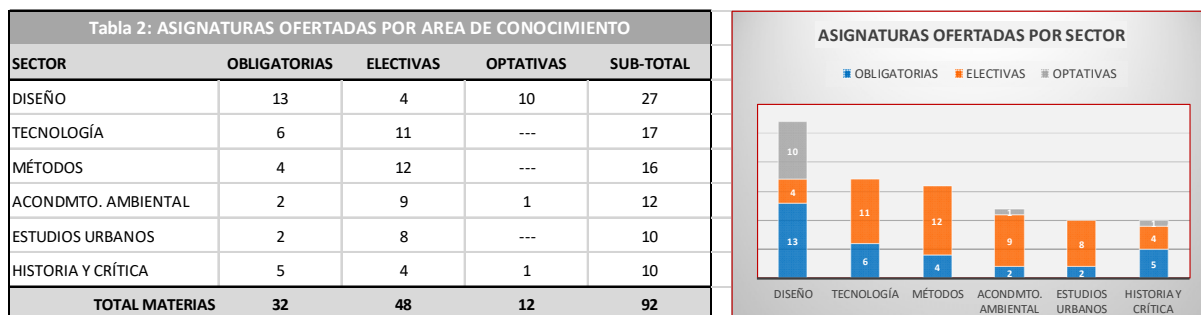 Tabla 2: ASIGNATURAS OFERTADAS POR AREA DE CONOCIMIENTO
SECTOR OBLIGATORIAS ELECTIVAS OPTATIVAS SUB-TOTAL
DISEÑO 13 4 10 27
TECNOLOGÍA 6 11 --- 17
MÉTODOS 4 12 --- 16
ACONDMTO. AMBIENTAL 2 9 1 12
ESTUDIOS URBANOS 2 8 --- 10
HISTORIA Y CRÍTICA 5 4 1 10
TOTAL MATERIAS 32 48 12 92
ASIGNATURAS OFERTADAS POR SECTOR
OBLIGATORIAS ELECTIVAS OPTATIVAS
10
4
13
11
6
12
4
1
9
2
8
2
1
4
5
DISEÑO TECNOLOGÍA MÉTODOS ACONDMTO. ESTUDIOS HISTORIA Y
AMBIENTAL URBANOS CRÍTICA